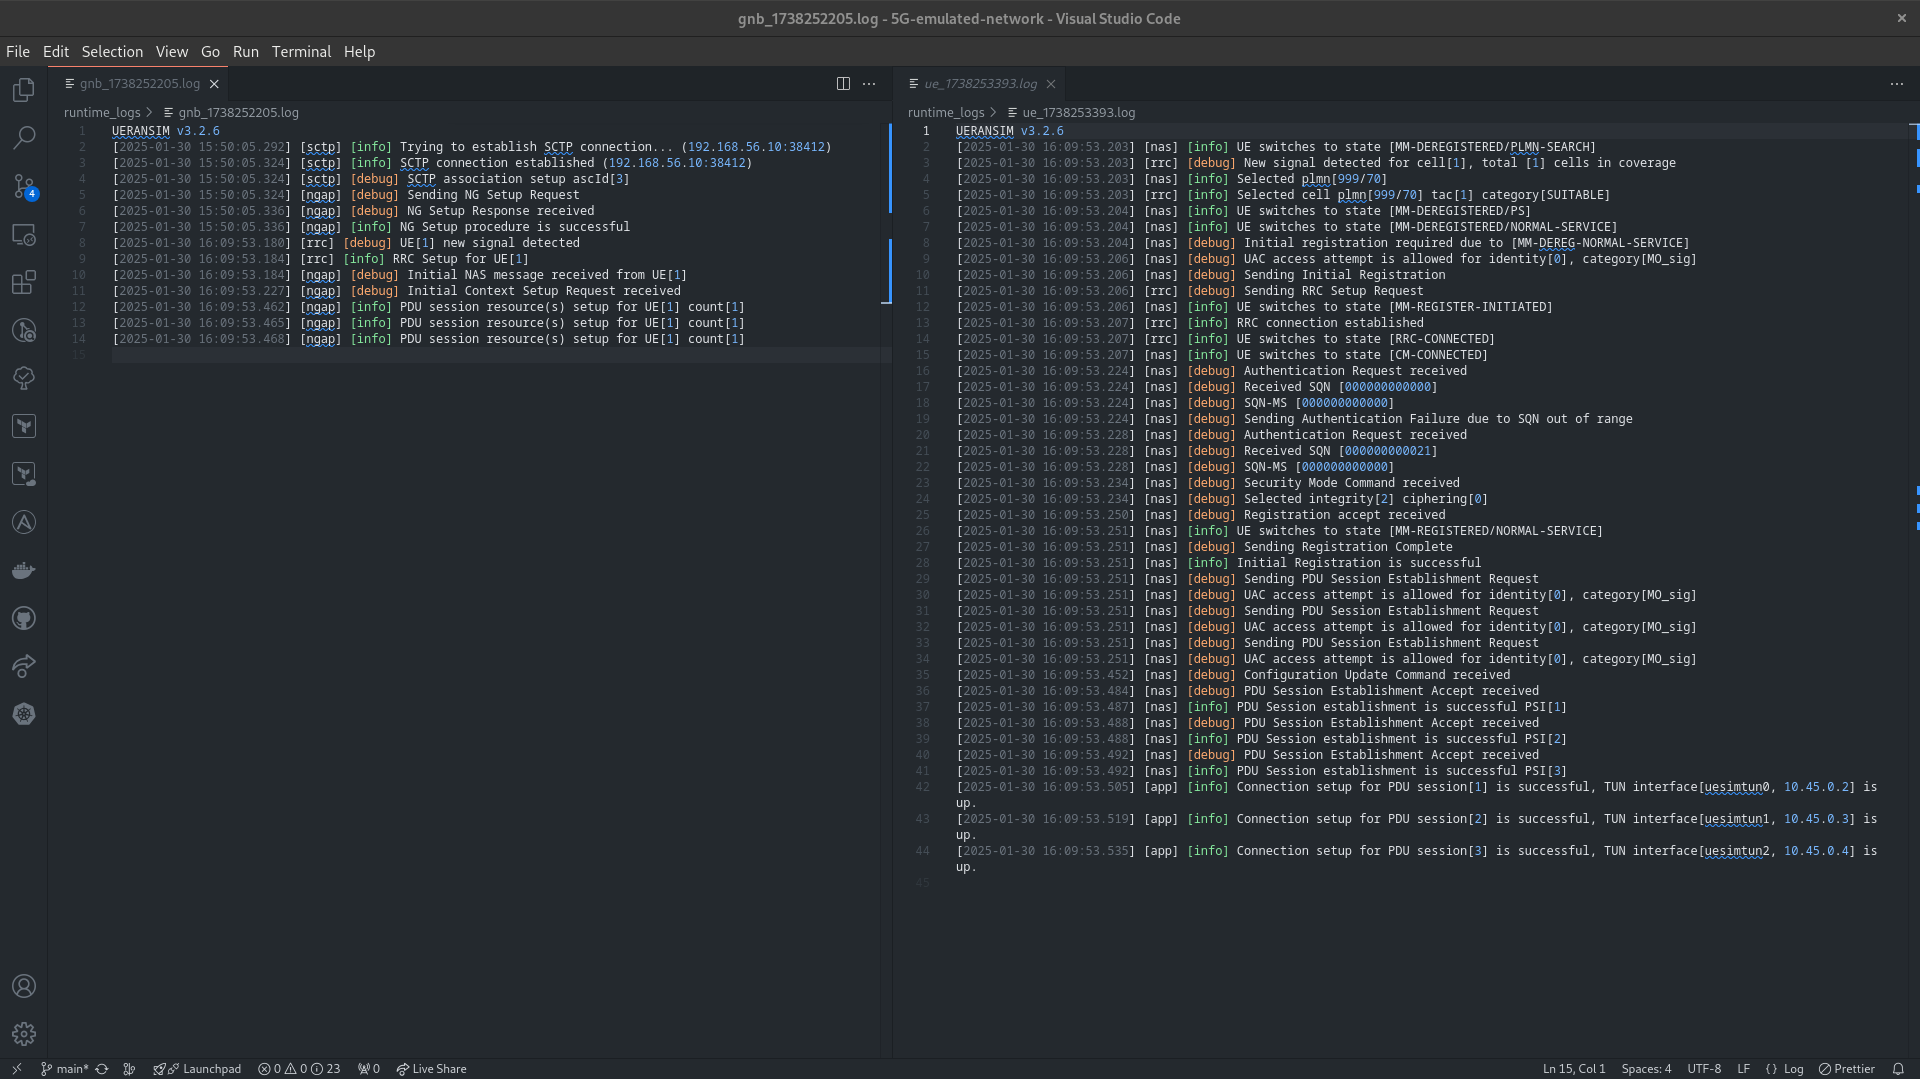 gnb_1738252205.log - 5G-emulated-network - Visual Studio Code
File Edit Selection View Go Run Terminal Help
gnb_1738252205.log
runtime_logs > gnb_1738252205.log
1 UERANSIM v3.2.6
2 [2025-01-30 15:50:05.292] [sctp] [info] Trying to establish SCTP connection... (192.168.56.10:38412)
3 [2025-01-30 15:50:05.324] [sctp] [info] SCTP connection established (192.168.56.10:38412)
4 [2025-01-30 15:50:05.324] [sctp] [debug] SCTP association setup ascId[3]
5 [2025-01-30 15:50:05.324] [ngap] [debug] Sending NG Setup Request
6 [2025-01-30 15:50:05.336] [ngap] [debug] NG Setup Response received
7 [2025-01-30 15:50:05.336] [ngap] [info] NG Setup procedure is successful
8 [2025-01-30 16:09:53.180] [rrc] [debug] UE[1] new signal detected
9 [2025-01-30 16:09:53.184] [rrc] [info] RRC Setup for UE[1]
10 [2025-01-30 16:09:53.184] [ngap] [debug] Initial NAS message received from UE[1]
11 [2025-01-30 16:09:53.227] [ngap] [debug] Initial Context Setup Request received
12 [2025-01-30 16:09:53.462] [ngap] [info] PDU session resource(s) setup for UE[1] count[1]
13 [2025-01-30 16:09:53.465] [ngap] [info] PDU session resource(s) setup for UE[1] count[1]
14 [2025-01-30 16:09:53.468] [ngap] [info] PDU session resource(s) setup for UE[1] count[1]
15
ue_1738253393.log
runtime_logs > ue_1738253393.log
1 UERANSIM v3.2.6
2 [2025-01-30 16:09:53.203] [nas] [info] UE switches to state [MM-DEREGISTERED/PLMN-SEARCH]
3 [2025-01-30 16:09:53.203] [rrc] [debug] New signal detected for cell[1], total [1] cells in coverage
4 [2025-01-30 16:09:53.203] [nas] [info] Selected plmn[999/70]
5 [2025-01-30 16:09:53.203] [rrc] [info] Selected cell plmn[999/70] tac[1] category[SUITABLE]
6 [2025-01-30 16:09:53.204] [nas] [info] UE switches to state [MM-DEREGISTERED/PS]
7 [2025-01-30 16:09:53.204] [nas] [info] UE switches to state [MM-DEREGISTERED/NORMAL-SERVICE]
8 [2025-01-30 16:09:53.204] [nas] [debug] Initial registration required due to [MM-DEREG-NORMAL-SERVICE]
9 [2025-01-30 16:09:53.206] [nas] [debug] UAC access attempt is allowed for identity[0], category[MO_sig]
10 [2025-01-30 16:09:53.206] [nas] [debug] Sending Initial Registration
11 [2025-01-30 16:09:53.206] [rrc] [debug] Sending RRC Setup Request
12 [2025-01-30 16:09:53.206] [nas] [info] UE switches to state [MM-REGISTER-INITIATED]
13 [2025-01-30 16:09:53.207] [rrc] [info] RRC connection established
14 [2025-01-30 16:09:53.207] [rrc] [info] UE switches to state [RRC-CONNECTED]
15 [2025-01-30 16:09:53.207] [nas] [info] UE switches to state [CM-CONNECTED]
16 [2025-01-30 16:09:53.224] [nas] [debug] Authentication Request received
17 [2025-01-30 16:09:53.224] [nas] [debug] Received SQN [000000000000]
18 [2025-01-30 16:09:53.224] [nas] [debug] SQN-MS [000000000000]
19 [2025-01-30 16:09:53.224] [nas] [debug] Sending Authentication Failure due to SQN out of range
20 [2025-01-30 16:09:53.228] [nas] [debug] Authentication Request received
21 [2025-01-30 16:09:53.228] [nas] [debug] Received SQN [000000000021]
22 [2025-01-30 16:09:53.228] [nas] [debug] SQN-MS [000000000000]
23 [2025-01-30 16:09:53.234] [nas] [debug] Security Mode Command received
24 [2025-01-30 16:09:53.234] [nas] [debug] Selected integrity[2] ciphering[0]
25 [2025-01-30 16:09:53.250] [nas] [debug] Registration accept received
26 [2025-01-30 16:09:53.251] [nas] [info] UE switches to state [MM-REGISTERED/NORMAL-SERVICE]
27 [2025-01-30 16:09:53.251] [nas] [debug] Sending Registration Complete
28 [2025-01-30 16:09:53.251] [nas] [info] Initial Registration is successful
29 [2025-01-30 16:09:53.251] [nas] [debug] Sending PDU Session Establishment Request
30 [2025-01-30 16:09:53.251] [nas] [debug] UAC access attempt is allowed for identity[0], category[MO_sig]
31 [2025-01-30 16:09:53.251] [nas] [debug] Sending PDU Session Establishment Request
32 [2025-01-30 16:09:53.251] [nas] [debug] UAC access attempt is allowed for identity[0], category[MO_sig]
33 [2025-01-30 16:09:53.251] [nas] [debug] Sending PDU Session Establishment Request
34 [2025-01-30 16:09:53.251] [nas] [debug] UAC access attempt is allowed for identity[0], category[MO_sig]
35 [2025-01-30 16:09:53.452] [nas] [debug] Configuration Update Command received
36 [2025-01-30 16:09:53.484] [nas] [debug] PDU Session Establishment Accept received
37 [2025-01-30 16:09:53.487] [nas] [info] PDU Session establishment is successful PSI[1]
38 [2025-01-30 16:09:53.488] [nas] [debug] PDU Session Establishment Accept received
39 [2025-01-30 16:09:53.488] [nas] [info] PDU Session establishment is successful PSI[2]
40 [2025-01-30 16:09:53.492] [nas] [debug] PDU Session Establishment Accept received
41 [2025-01-30 16:09:53.492] [nas] [info] PDU Session establishment is successful PSI[3]
42 [2025-01-30 16:09:53.505] [app] [info] Connection setup for PDU session[1] is successful, TUN interface[uesimtun0, 10.45.0.2] is
up.
43 [2025-01-30 16:09:53.519] [app] [info] Connection setup for PDU session[2] is successful, TUN interface[uesimtun1, 10.45.0.3] is
up.
44 [2025-01-30 16:09:53.535] [app] [info] Connection setup for PDU session[3] is successful, TUN interface[uesimtun2, 10.45.0.4] is
up.
45
4
main* Launchpad 0 0 23 0 Live Share Ln 15, Col 1 Spaces: 4 UTF-8 LF { } Log Prettier